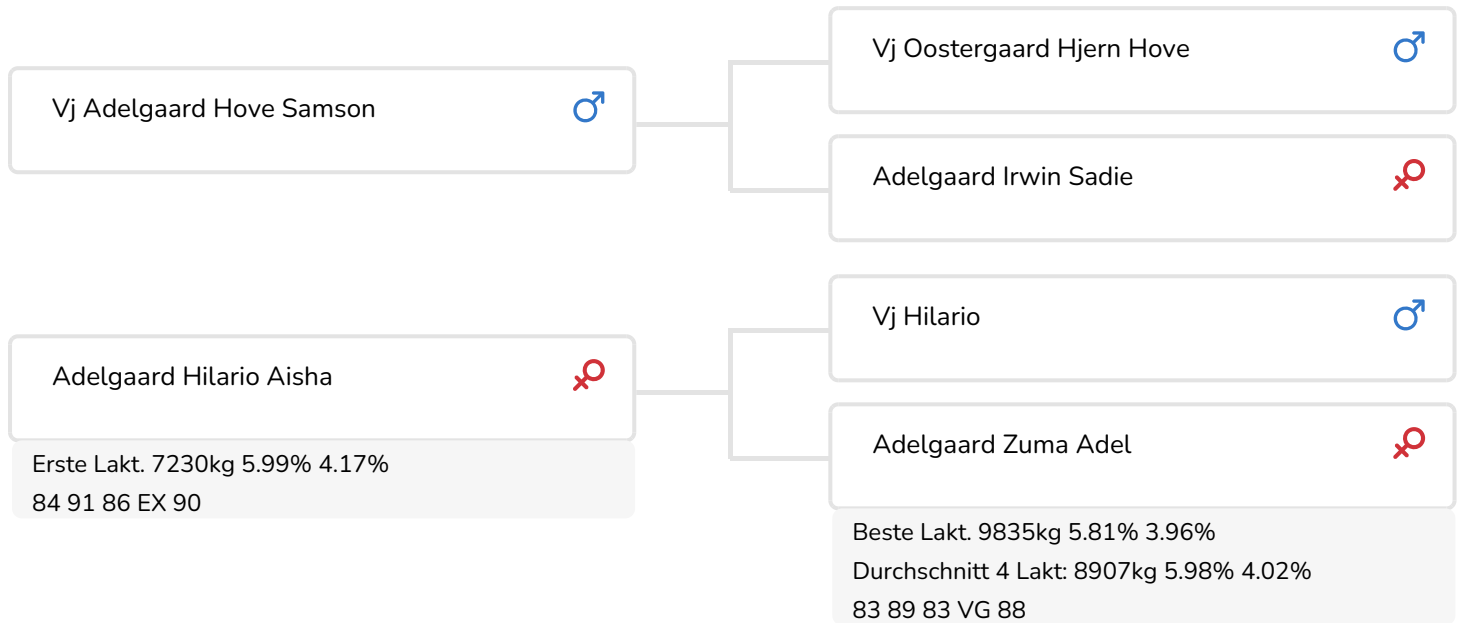 Vj Adelgaard Hove Samson
Vj Oostergaard Hjern Hove
Adelgaard Irwin Sadie
Adelgaard Hilario Aisha
Erste Lakt. 7230kg 5.99% 4.17%
84 91 86 EX 90
Vj Hilario
Adelgaard Zuma Adel
Beste Lakt. 9835kg 5.81% 3.96%
Durchschnitt 4 Lakt: 8907kg 5.98% 4.02%
83 89 83 VG 88